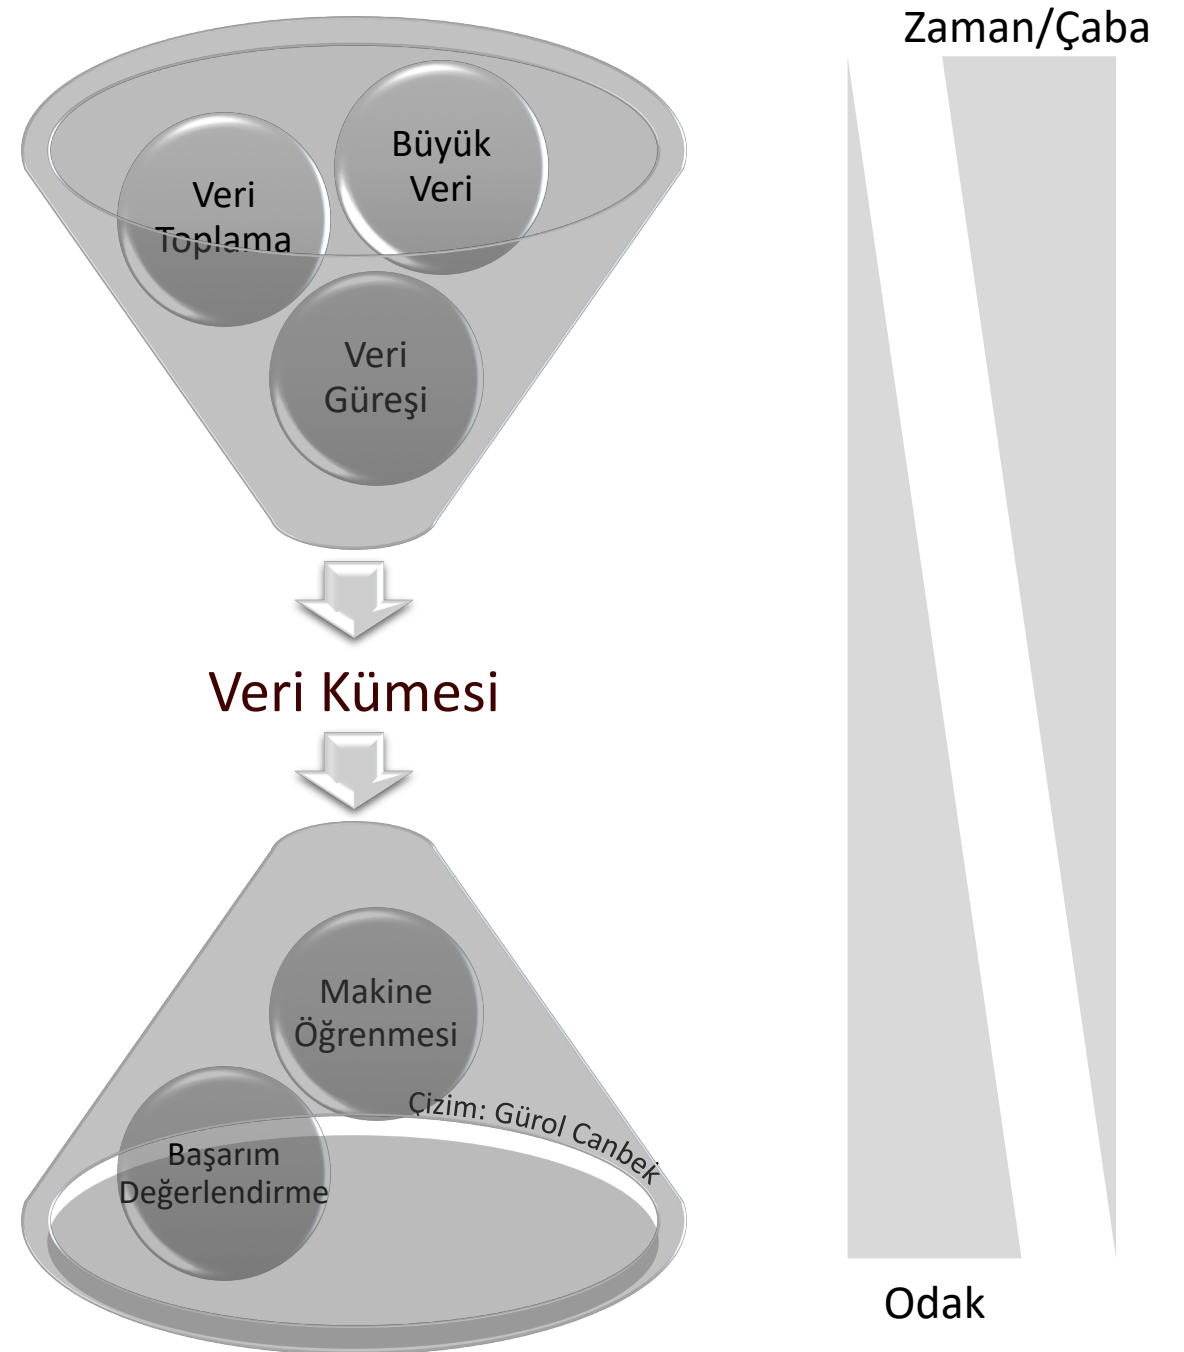 Zaman/Çaba
Büyük
Veri
Veri
Toplama
Veri
Güreşi
Veri Kümesi
Makine
Öğrenmesi
Çizim: Gürol Canbek
Başarım
Değerlendirme
Odak